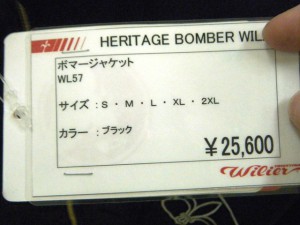 HERITAGE BOMBER WIL
ボマージャケット
WL57
サイズ：S・M・L・XL・2XL
カラー：ブラック
￥25,600
Wilier